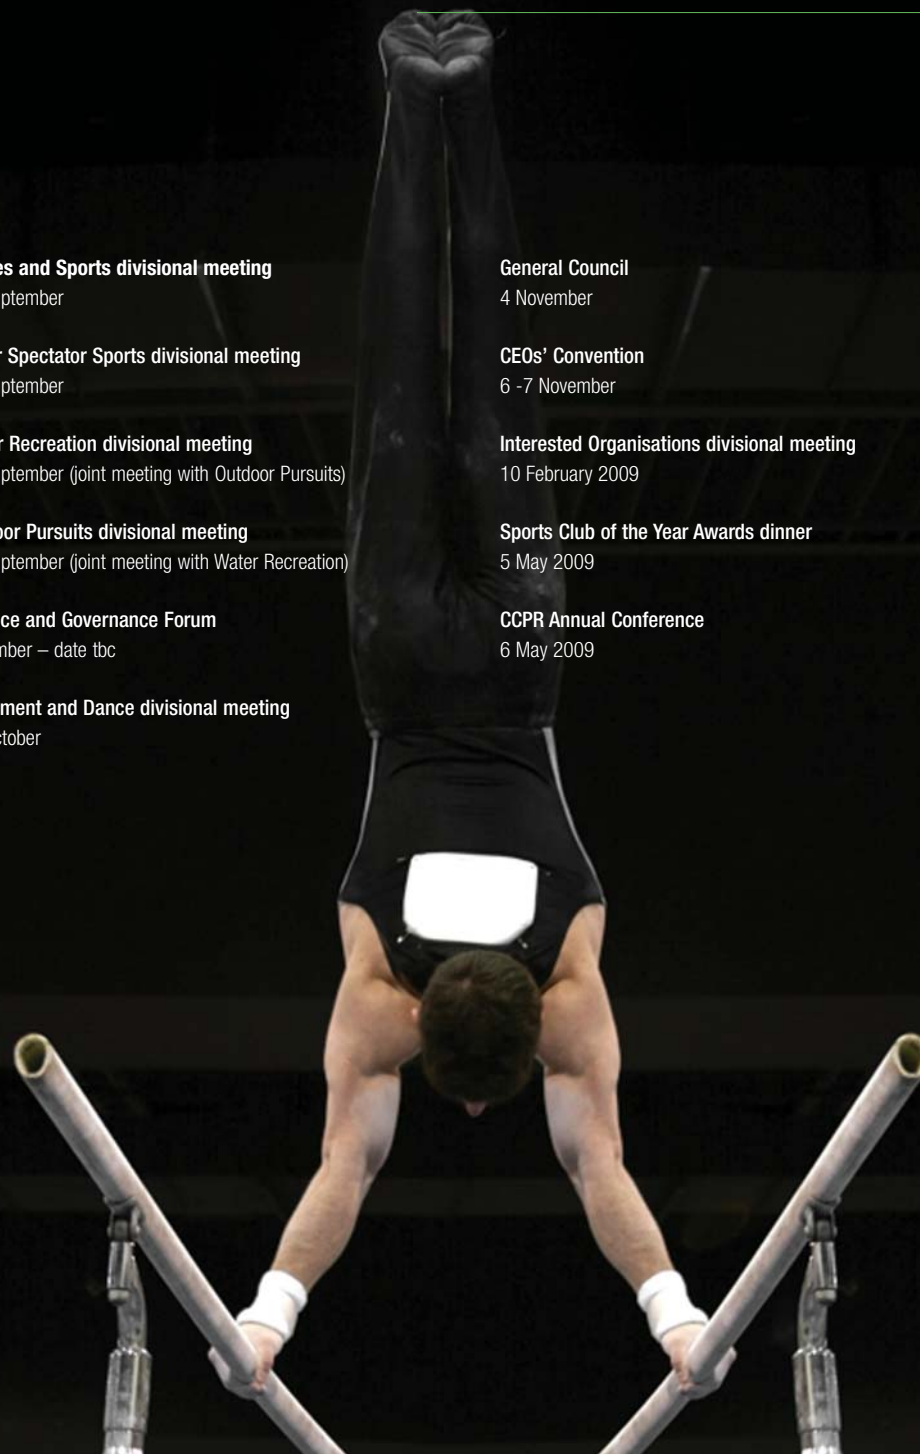 es and Sports divisional meeting
ptember
r Spectator Sports divisional meeting
ptember
r Recreation divisional meeting
ptember (joint meeting with Outdoor Pursuits)
oor Pursuits divisional meeting
ptember (joint meeting with Water Recreation)
ce and Governance Forum
mber – date tbc
ment and Dance divisional meeting
ctober
General Council
4 November
CEOs’ Convention
6 -7 November
Interested Organisations divisional meeting
10 February 2009
Sports Club of the Year Awards dinner
5 May 2009
CCPR Annual Conference
6 May 2009